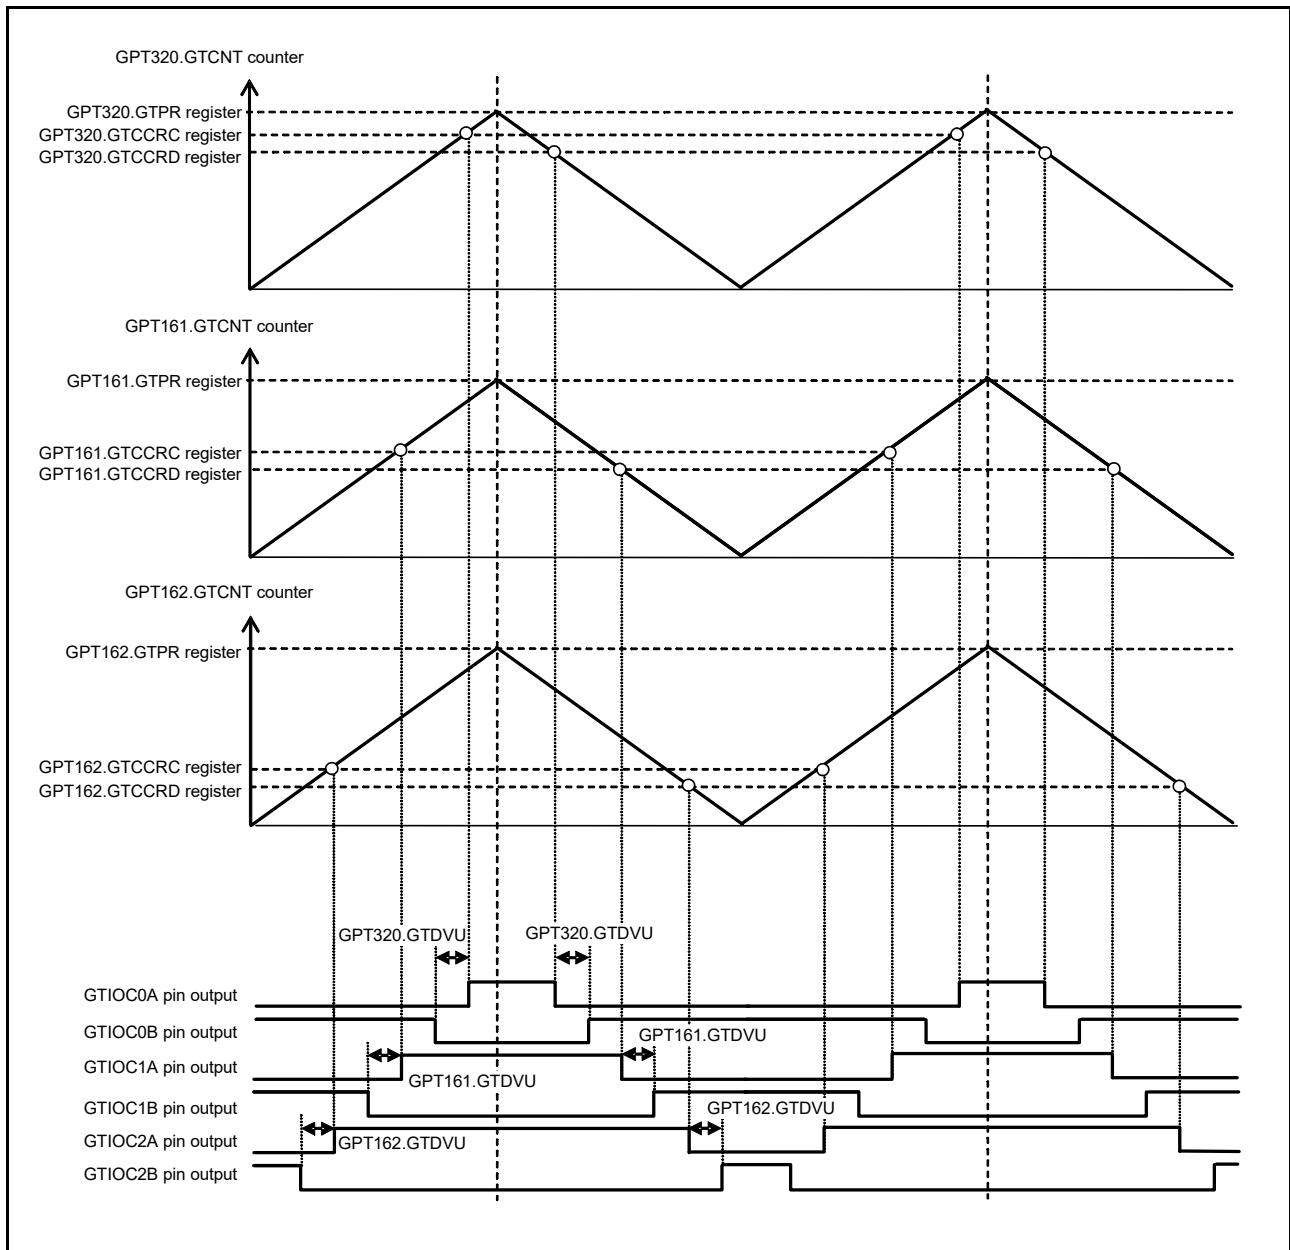 GPT320.GTCNT counter
GPT320.GTPR register
GPT320.GTCCRC register
GPT320.GTCCRD register
GPT161.GTCNT counter
GPT161.GTPR register
GPT161.GTCCRC register
GPT161.GTCCRD register
GPT162.GTCNT counter
GPT162.GTPR register
GPT162.GTCCRC register
GPT162.GTCCRD register
GPT320.GTDVU GPT320.GTDVU
GTIOC0A pin output
GTIOC0B pin output
GPT161.GTDVU
GTIOC1A pin output
GPT161.GTDVU
GTIOC1B pin output
GPT162.GTDVU
GTIOC2A pin output
GPT162.GTDVU
GTIOC2B pin output